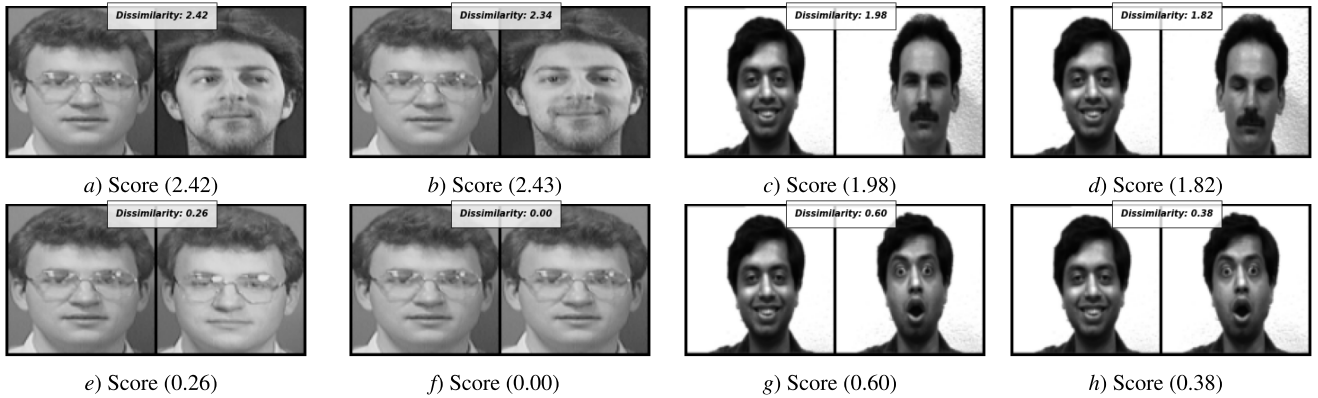 Dissimilarity: 2.42
Dissimilarity: 2.34
Dissimilarity: 1.98
Dissimilarity: 1.82
a) Score (2.42)
b) Score (2.43)
c) Score (1.98)
d) Score (1.82)
Dissimilarity: 0.26
Dissimilarity: 0.00
Dissimilarity: 0.60
Dissimilarity: 0.38
e) Score (0.26)
f) Score (0.00)
g) Score (0.60)
h) Score (0.38)